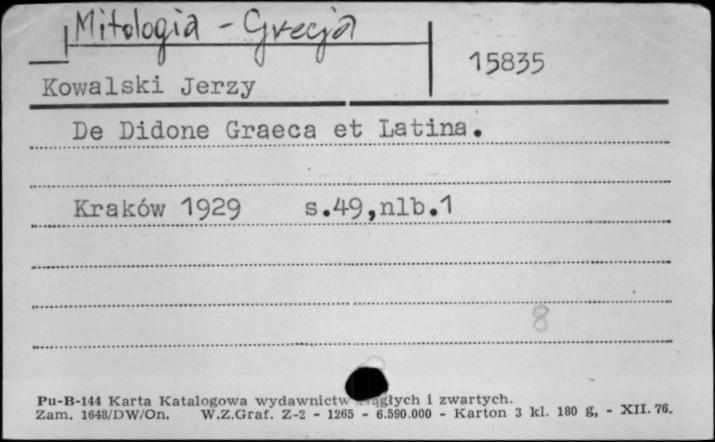 Mitologia - Grecja
15835
Kowalski Jerzy
De Didone Graeca et Latina.
Kraków 1929 s.49,nlb.1
8
Pu-B-144 Karta Katalogowa wydawnictw i zwartych.
Zam. 1648/DW/On. W.Z.Graf. Z-2 - 1265 - 6.590.000 - Karton 3 kl. 180 g, - XII. 76.